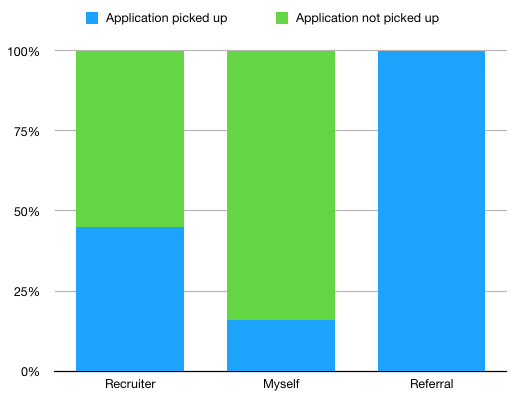 Application picked up Application not picked up
100%
75%
50%
25%
0%
Recruiter Myself Referral